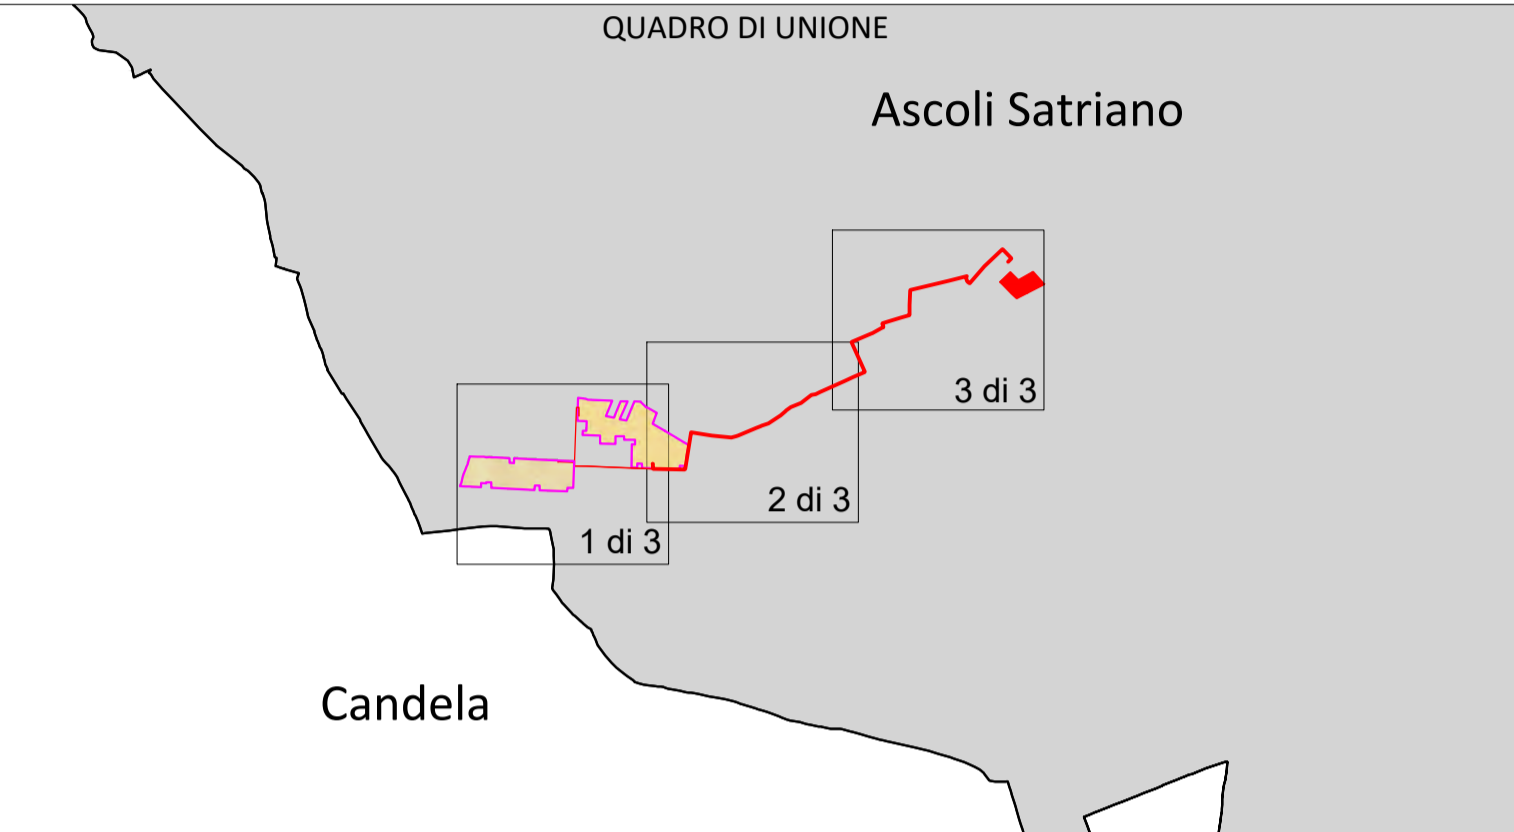 QUADRO DI UNIONE
Ascoli Satriano
3 di 3
2 di 3
1 di 3
Candela